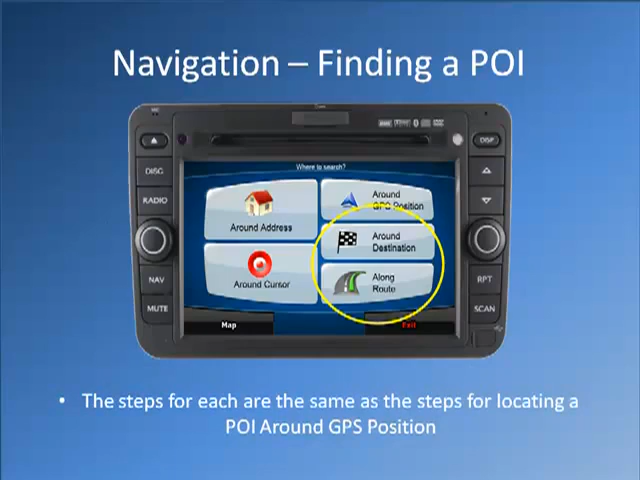 Navigation – Finding a POI
DISP
DISC
RADIO
NAV
MUTE
RPT
SCAN
Where to search?
Around Address
Around
GPS Position
Around
Destination
Around Cursor
Along
Route
Map
Exit
• The steps for each are the same as the steps for locating a
POI Around GPS Position